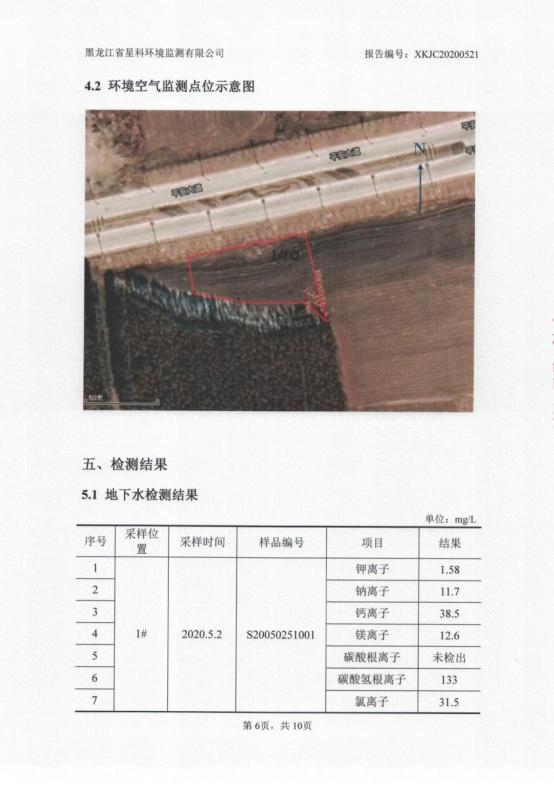 黑龙江省星科环境监测有限公司 报告编号：XKJC20200521
4.2 环境空气监测点位示意图
平安大道
平安大道
N
1#O
50米
五、检测结果
5.1 地下水检测结果
单位：mg/L
序号 采样位置 采样时间 样品编号 项目 结果
1 1# 2020.5.2 S20050251001 钾离子 1.58
2 钠离子 11.7
3 钙离子 38.5
4 镁离子 12.6
5 碳酸根离子 未检出
6 碳酸氢根离子 133
7 氯离子 31.5
第 6页，共 10页